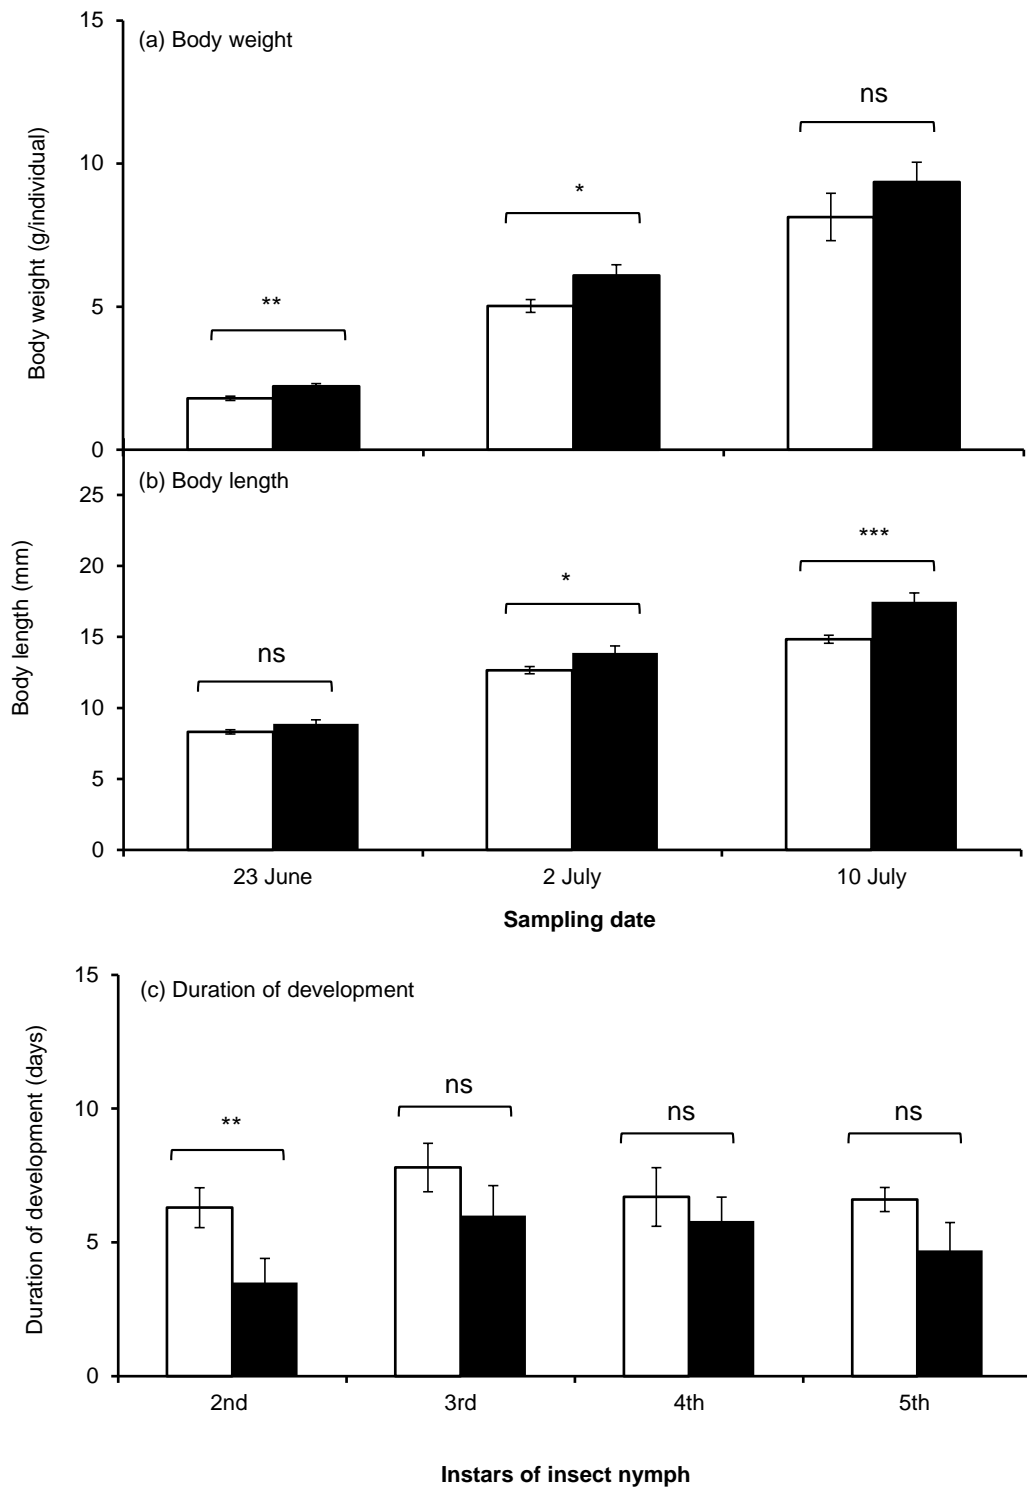 (a) Body weight
Body weight (g/individual)
15
10
5
0
**
*
ns
(b) Body length
Body length (mm)
25
20
15
10
5
0
ns
*
***
23 June
2 July
10 July
Sampling date
(c) Duration of development
Duration of development (days)
15
10
5
0
**
ns
ns
ns
2nd
3rd
4th
5th
Instars of insect nymph